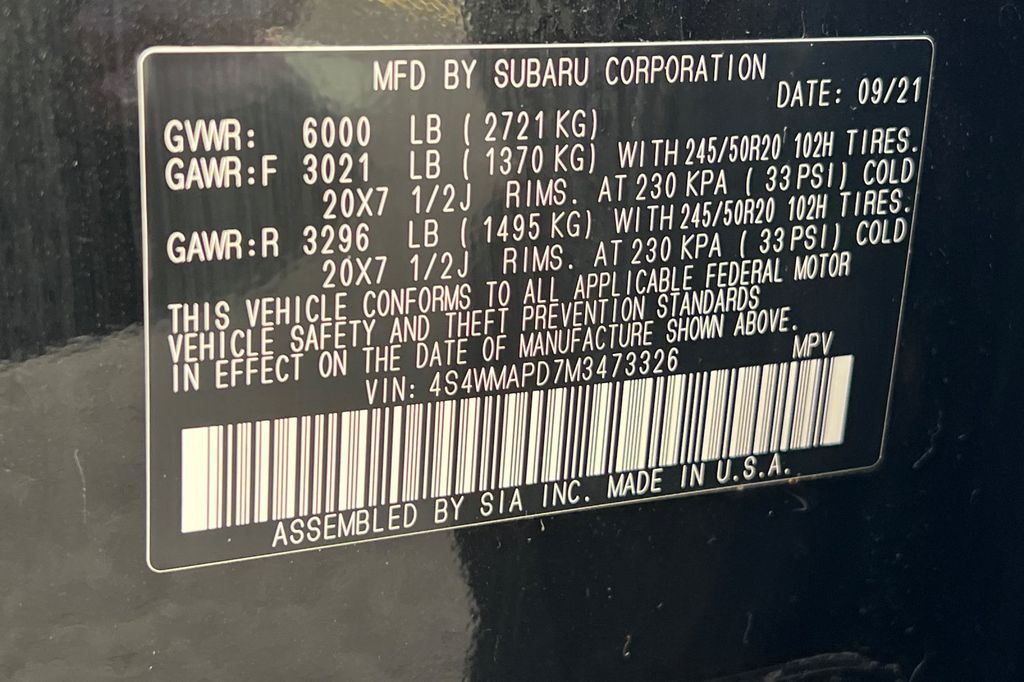 MFD BY SUBARU CORPORATION
DATE: 09/21
GVWR: 6000 LB ( 2721 KG)
GAWR:F 3021 LB ( 1370 KG) WITH 245/50R20 102H TIRES.
20X7 1/2J RIMS. AT 230 KPA ( 33 PSI) COLD
GAWR:R 3296 LB ( 1495 KG) WITH 245/50R20 102H TIRES.
20X7 1/2J RIMS. AT 230 KPA ( 33 PSI) COLD
THIS VEHICLE CONFORMS TO ALL APPLICABLE FEDERAL MOTOR
VEHICLE SAFETY AND THEFT PREVENTION STANDARDS
IN EFFECT ON THE DATE OF MANUFACTURE SHOWN ABOVE.
VIN: 4S4WMAPD7M3473326 MPV
ASSEMBLED BY SIA INC. MADE IN U.S.A.